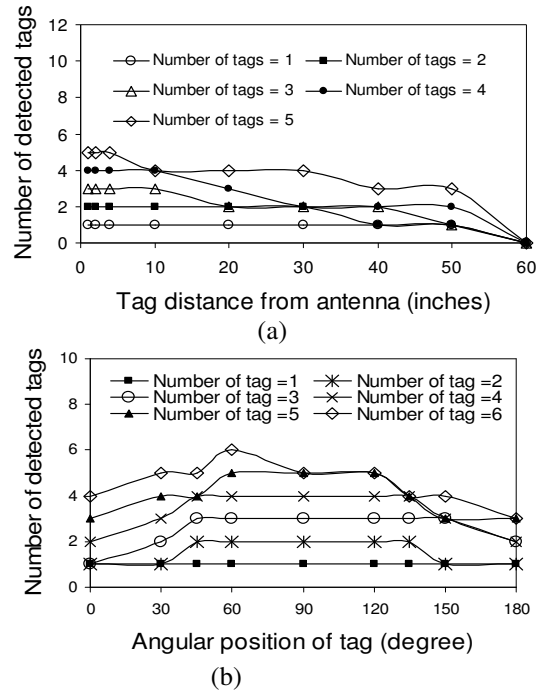 12
10
8
6
4
2
0
Number of detected tags
Number of tags = 1
Number of tags = 2
Number of tags = 3
Number of tags = 4
Number of tags = 5
0 10 20 30 40 50 60
Tag distance from antenna (inches)
(a)
10
8
6
4
2
0
Number of detected tags
Number of tag =1
Number of tag =2
Number of tag =3
Number of tag =4
Number of tag =5
Number of tag =6
0 30 60 90 120 150 180
Angular position of tag (degree)
(b)